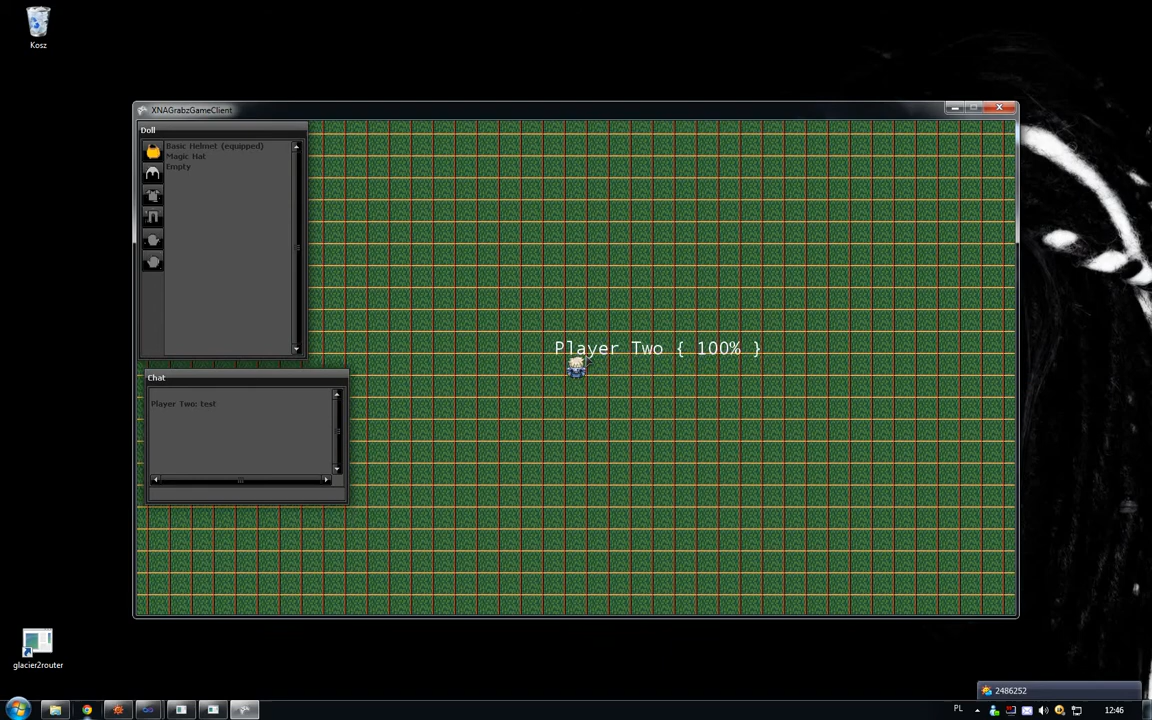 Kosz
XNAGrabzGameClient
Doll
Basic Helmet (equipped)
Magic Hat
Empty
Player Two { 100% }
Chat
Player Two: test
glacier2router
2486252
PL
12:46